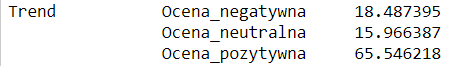 Trend Ocena_negatywna 18.487395
Ocena_neutralna 15.966387
Ocena_pozytywna 65.546218